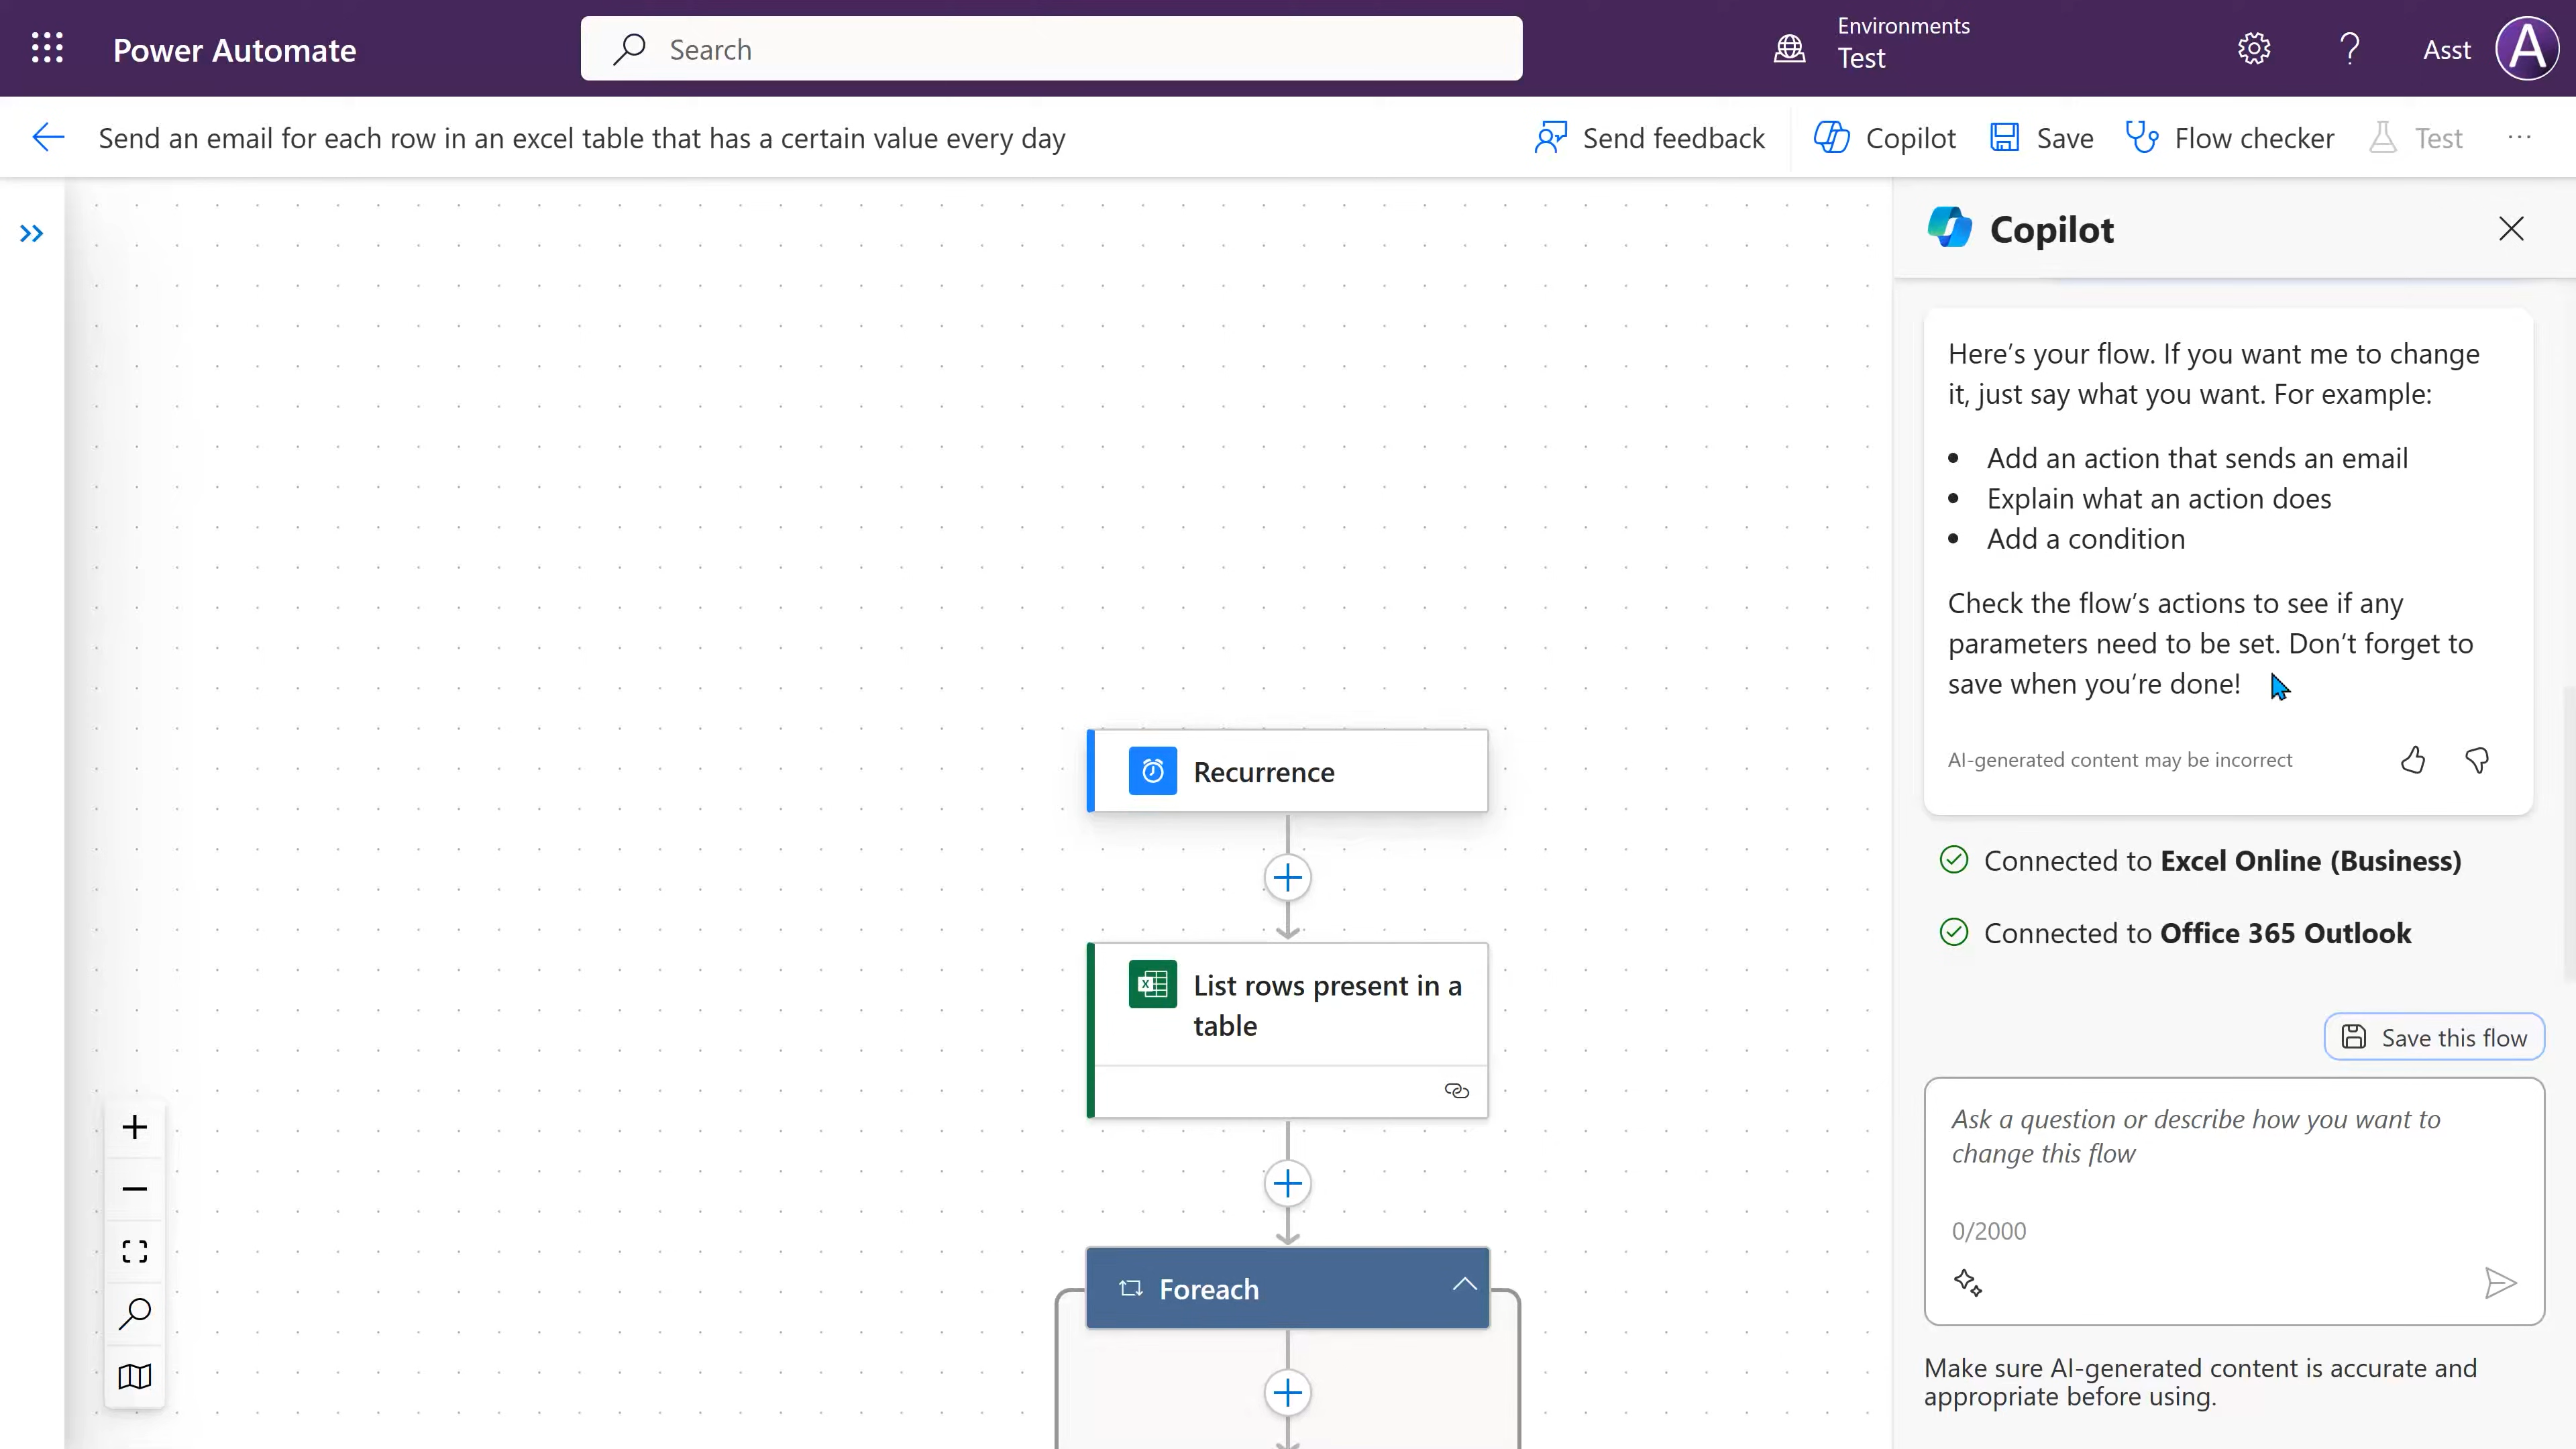 Power Automate
Search
Environments
Test
Asst
A
Send an email for each row in an excel table that has a certain value every day
Send feedback
Copilot
Save
Flow checker
Test
Copilot
Here's your flow. If you want me to change
it, just say what you want. For example:
• Add an action that sends an email
• Explain what an action does
• Add a condition
Check the flow's actions to see if any
parameters need to be set. Don't forget to
save when you're done!
AI-generated content may be incorrect
Connected to Excel Online (Business)
Connected to Office 365 Outlook
Save this flow
Ask a question or describe how you want to
change this flow
0/2000
Make sure AI-generated content is accurate and
appropriate before using.
Recurrence
List rows present in a
table
Foreach